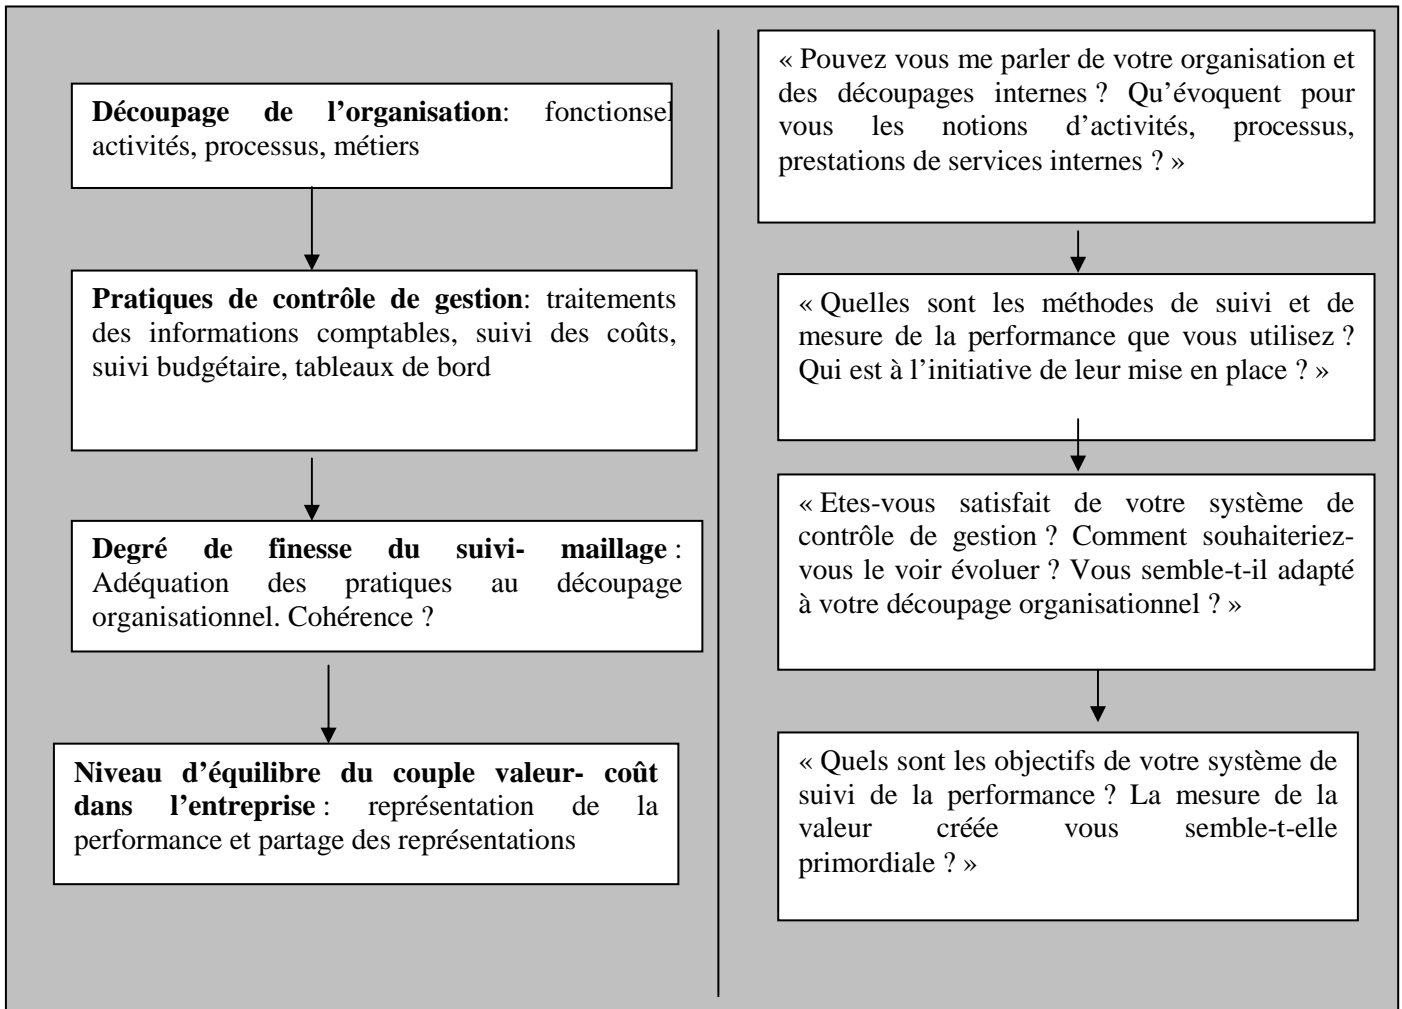 Découpage de l'organisation: fonctionsel
activités, processus, métiers
Pratiques de contrôle de gestion: traitements
des informations comptables, suivi des coûts,
suivi budgétaire, tableaux de bord
Degré de finesse du suivi- maillage :
Adéquation des pratiques au découpage
organisationnel. Cohérence ?
Niveau d'équilibre du couple valeur- coût
dans l'entreprise : représentation de la
performance et partage des représentations
« Pouvez vous me parler de votre organisation et
des découpages internes ? Qu'évoquent pour
vous les notions d'activités, processus,
prestations de services internes ? »
« Quelles sont les méthodes de suivi et de
mesure de la performance que vous utilisez ?
Qui est à l'initiative de leur mise en place ? »
« Etes-vous satisfait de votre système de
contrôle de gestion ? Comment souhaiteriez-
vous le voir évoluer ? Vous semble-t-il adapté
à votre découpage organisationnel ? »
« Quels sont les objectifs de votre système de
suivi de la performance ? La mesure de la
valeur créée vous semble-t-elle
primordiale ? »